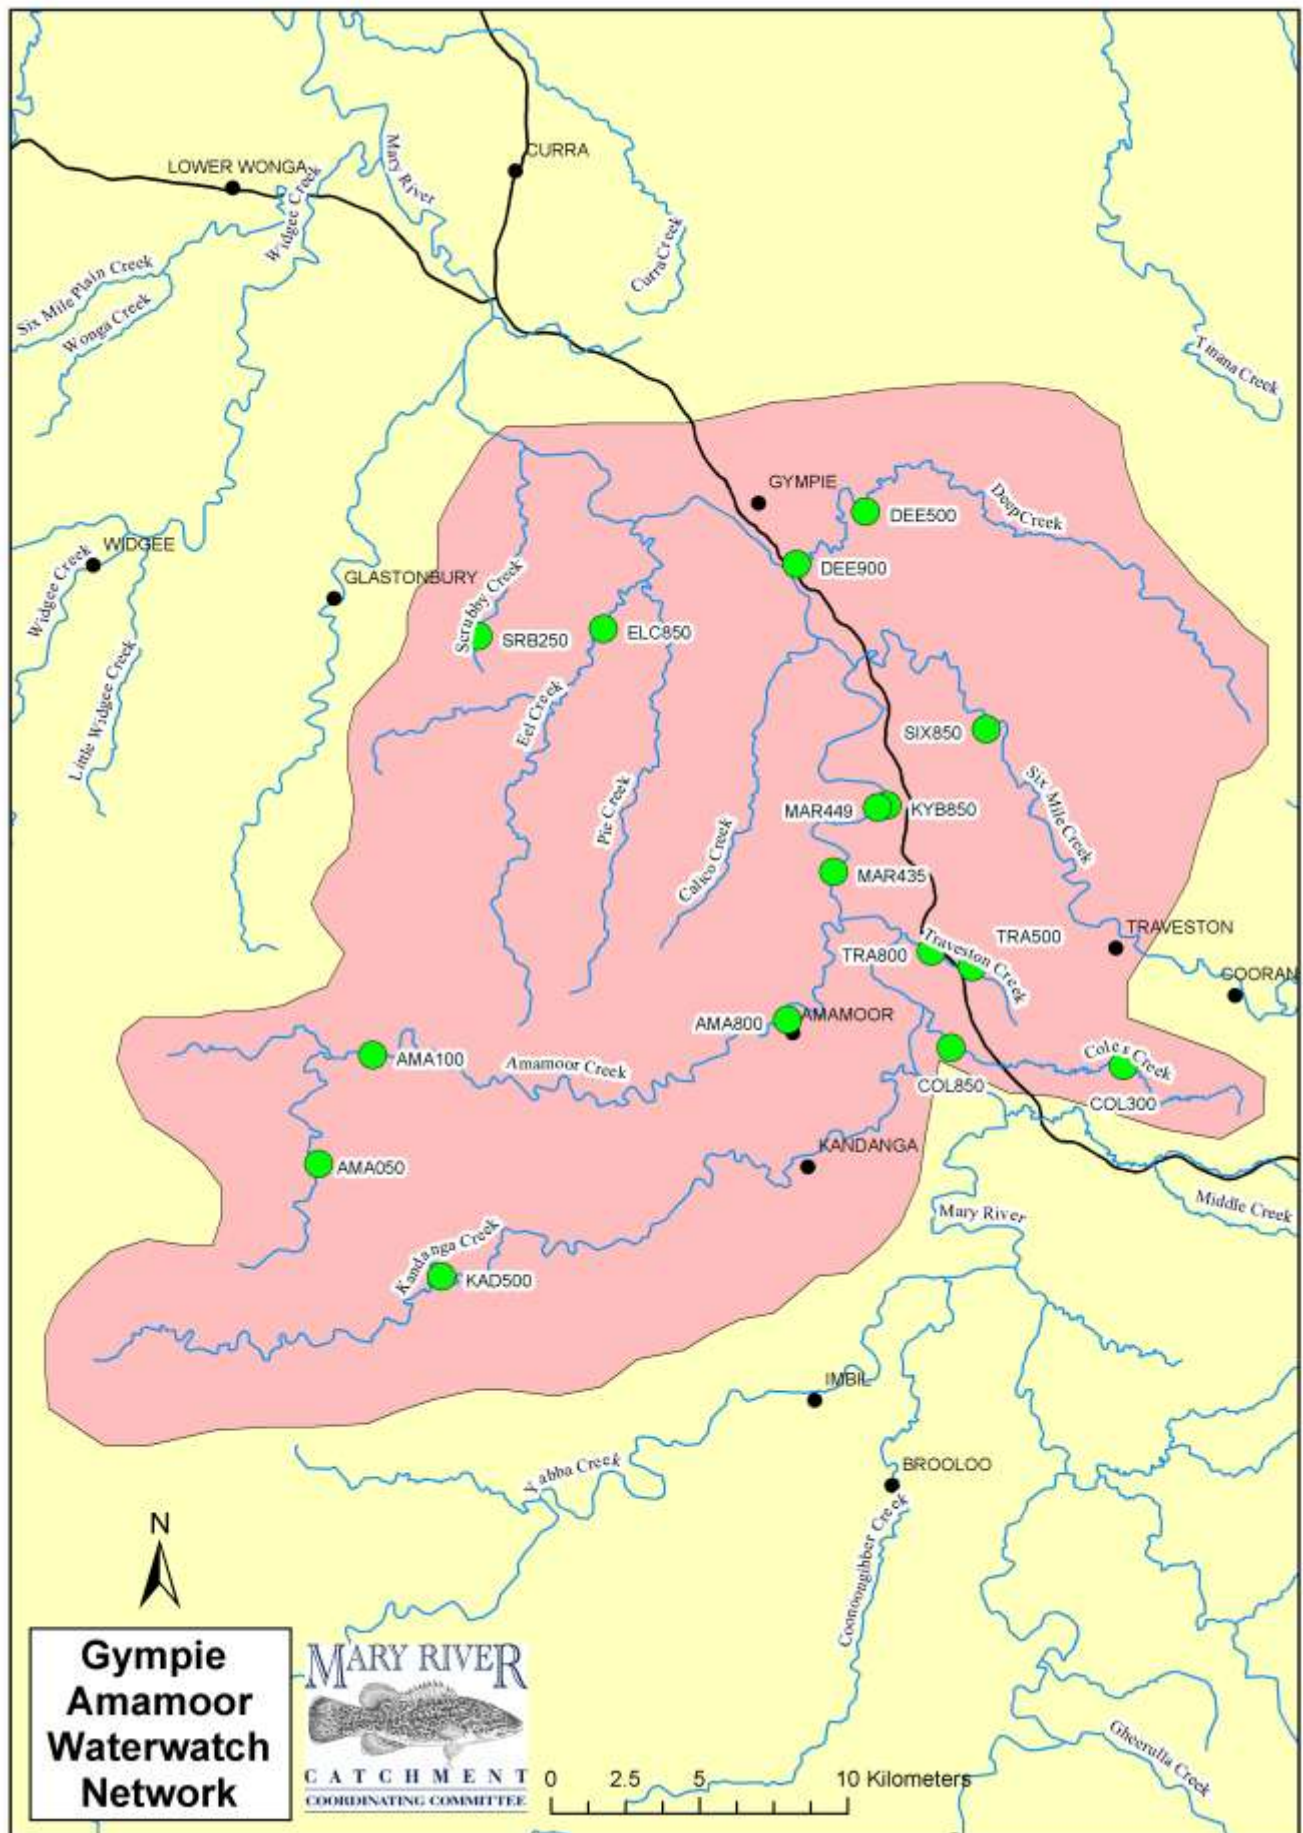 LOWER WONGA
CURRA
Mary River
Widgee Creek
Curra Creek
Six Mile Plain Creek
Wonga Creek
Tinana Creek
GYMPIE
DEE500
Deep Creek
WIDGEE
Widgee Creek
GLASTONBURY
DEE900
Scrubby Creek
SRB250
ELC850
Little Widgee Creek
Eel Creek
SIX850
Six Mile Creek
Pie Creek
MAR449
KYB850
Calico Creek
MAR435
TRAVESTON
TRA500
TRA800
Traveston Creek
COORAN
AMA800
AMAMOOR
AMA100
Amamoor Creek
Coles Creek
COL850
COL300
KANDANGA
AMA050
Middle Creek
Mary River
Kandanga Creek
KAD500
IMBIL
Yabba Creek
BROOLOO
Coonoongibber Creek
N
Gympie
Amamoor
Waterwatch
Network
MARY RIVER
CATCHMENT
COORDINATING COMMITTEE
0 2.5 5 10 Kilometers
Gheerulla Creek